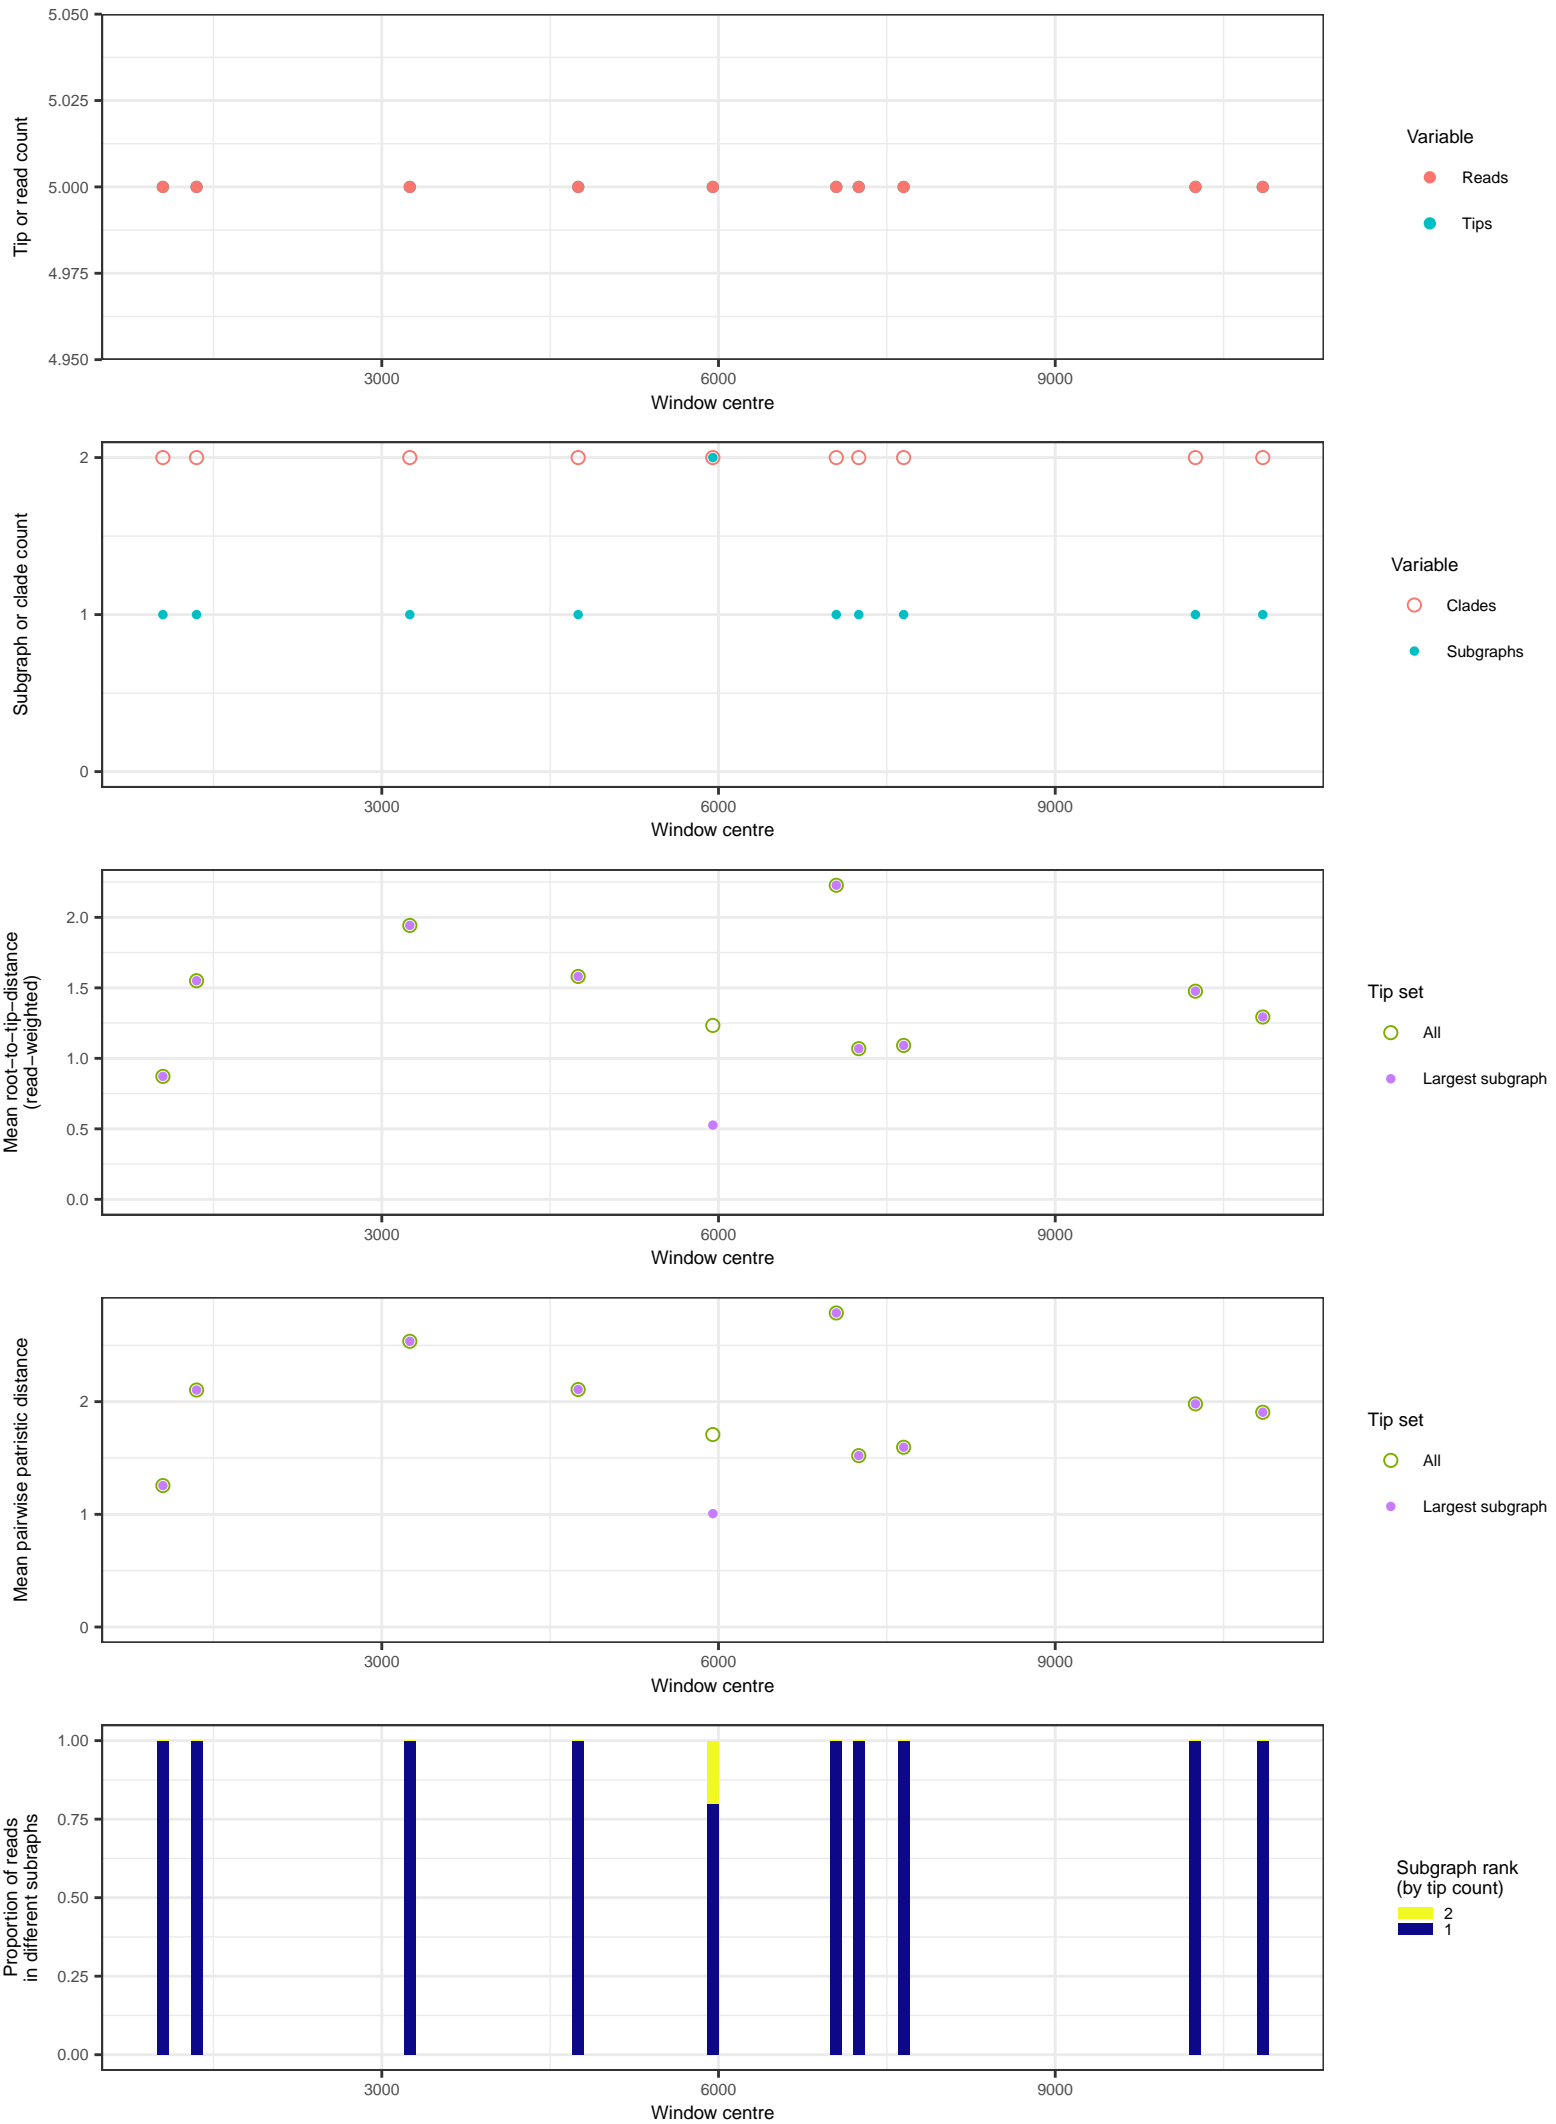 5.050
5.025
5.000
4.975
4.950
Tip or read count
3000
6000
9000
Window centre
Variable
Reads
Tips
2
1
0
Subgraph or clade count
3000
6000
9000
Window centre
Variable
Clades
Subgraphs
2.0
1.5
1.0
0.5
0.0
Mean root−to−tip−distance
(read−weighted)
3000
6000
9000
Window centre
Tip set
All
Largest subgraph
2
1
0
Mean pairwise patristic distance
3000
6000
9000
Window centre
Tip set
All
Largest subgraph
1.00
0.75
0.50
0.25
0.00
Proportion of reads
in different subraphs
3000
6000
9000
Window centre
Subgraph rank
(by tip count)
2
1